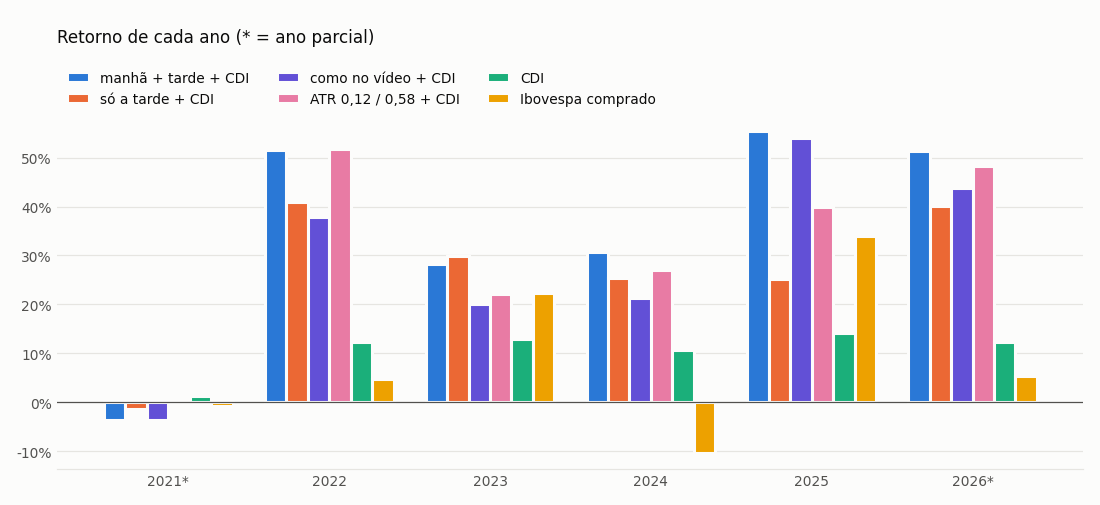 Retorno de cada ano (* = ano parcial)
manhã + tarde + CDI
só a tarde + CDI
como no vídeo + CDI
ATR 0,12 / 0,58 + CDI
CDI
Ibovespa comprado
50%
40%
30%
20%
10%
0%
-10%
2021* 2022 2023 2024 2025 2026*